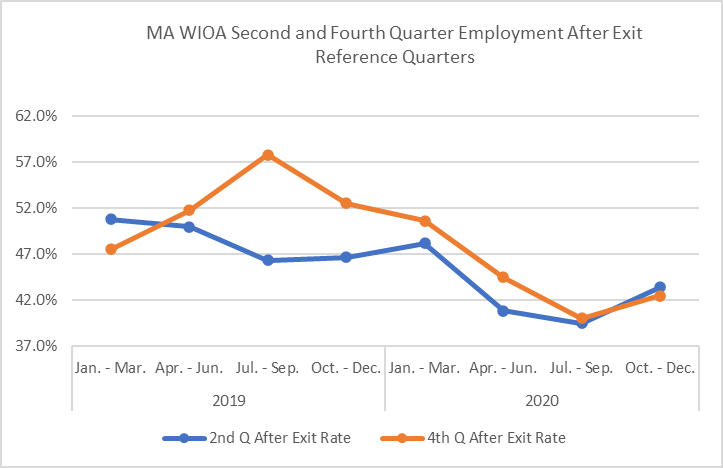 MA WIOA Second and Fourth Quarter Employment After Exit
Reference Quarters
62.0%
57.0%
52.0%
47.0%
42.0%
37.0%
Jan. - Mar. Apr. - Jun. Jul. - Sep. Oct. - Dec. Jan. - Mar. Apr. - Jun. Jul. - Sep. Oct. - Dec.
2019 2020
2nd Q After Exit Rate 4th Q After Exit Rate